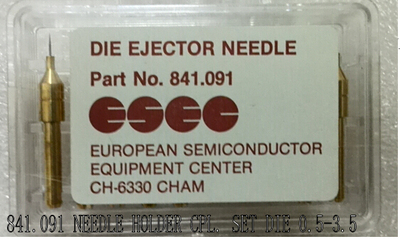 DIE EJECTOR NEEDLE
Part No. 841.091
esec
EUROPEAN SEMICONDUCTOR
EQUIPMENT CENTER
CH-6330 CHAM
841.091 NEEDLE HOLDER CPL. SET DIE 0.5-3.5